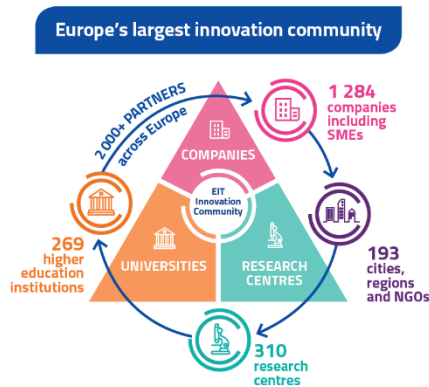 Europe's largest innovation community
2 000+ PARTNERS
across Europe
1 284
companies
including
SMEs
COMPANIES
EIT
Innovation
Community
269
higher
education
institutions
UNIVERSITIES
RESEARCH
CENTRES
193
cities,
regions
and NGOs
310
research
centres